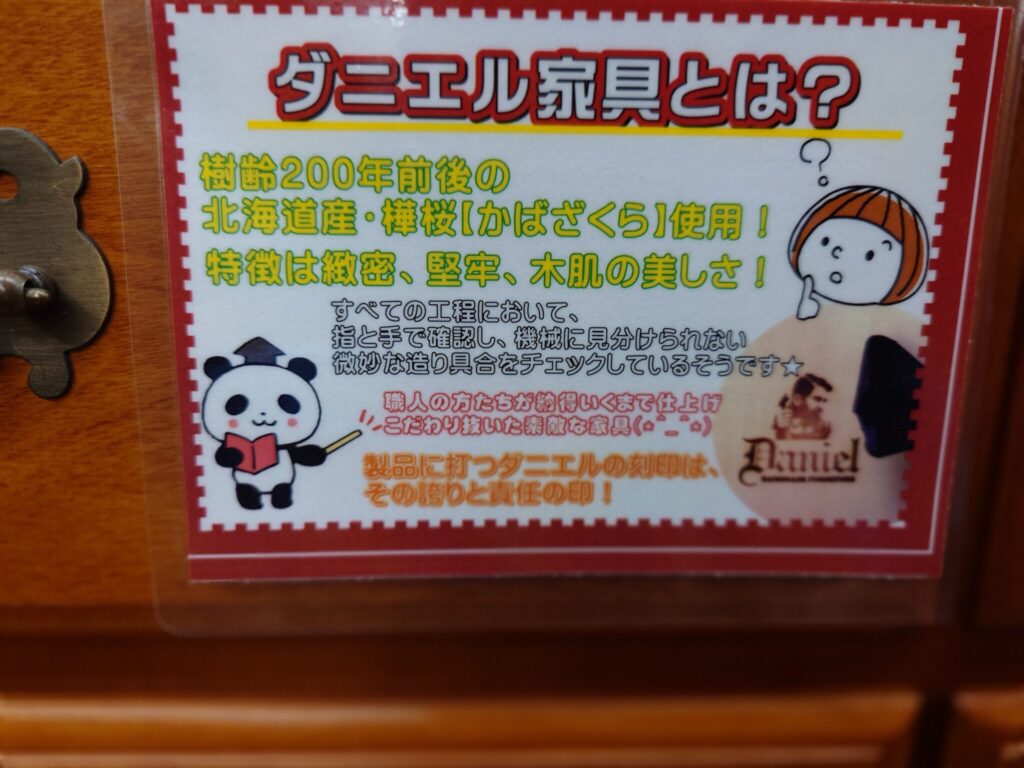 ダニエル家具とは？
樹齢200年前後の
北海道産・樺桜【かばざくら】使用！
特徴は緻密、堅牢、木肌の美しさ！
すべての工程において、
指と手で確認し、機械に見分けられない
微妙な造り具合をチェックしているそうです★
職人の方たちが納得いくまで仕上げ
こだわり抜いた素敵な家具(*^_^*)
製品に打つダニエルの刻印は、
その誇りと責任の印！
Daniel
HANDMADE FURNITURE